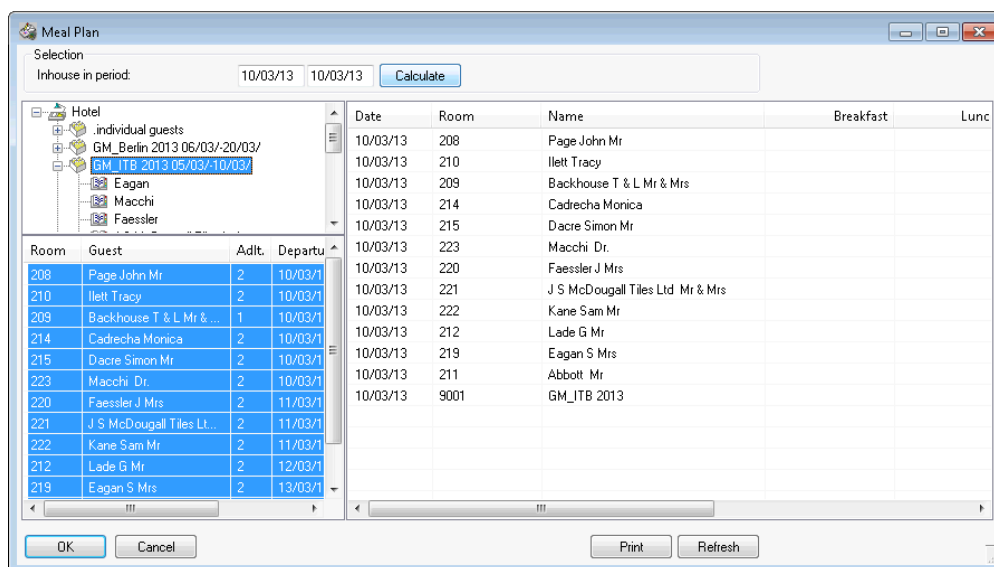 Meal Plan
Selection
Inhouse in period: 10/03/13 10/03/13 Calculate
Hotel
.individual guests
GM_Berlin 2013 06/03/-20/03/
GM_ITB 2013 05/03/-10/03/
Eagan
Macchi
Faessler
Room Guest Adlt. Departu
208 Page John Mr 2 10/03/1
210 Ilett Tracy 2 10/03/1
209 Backhouse T & L Mr & ... 1 10/03/1
214 Cadrecha Monica 2 10/03/1
215 Dacre Simon Mr 2 10/03/1
223 Macchi Dr. 2 10/03/1
220 Faessler J Mrs 2 11/03/1
221 J S McDougall Tiles Lt... 2 11/03/1
222 Kane Sam Mr 2 11/03/1
212 Lade G Mr 2 12/03/1
219 Eagan S Mrs 2 13/03/1
Date Room Name Breakfast Lunc
10/03/13 208 Page John Mr
10/03/13 210 Ilett Tracy
10/03/13 209 Backhouse T & L Mr & Mrs
10/03/13 214 Cadrecha Monica
10/03/13 215 Dacre Simon Mr
10/03/13 223 Macchi Dr.
10/03/13 220 Faessler J Mrs
10/03/13 221 J S McDougall Tiles Ltd Mr & Mrs
10/03/13 222 Kane Sam Mr
10/03/13 212 Lade G Mr
10/03/13 219 Eagan S Mrs
10/03/13 211 Abbott Mr
10/03/13 9001 GM_ITB 2013
OK Cancel Print Refresh